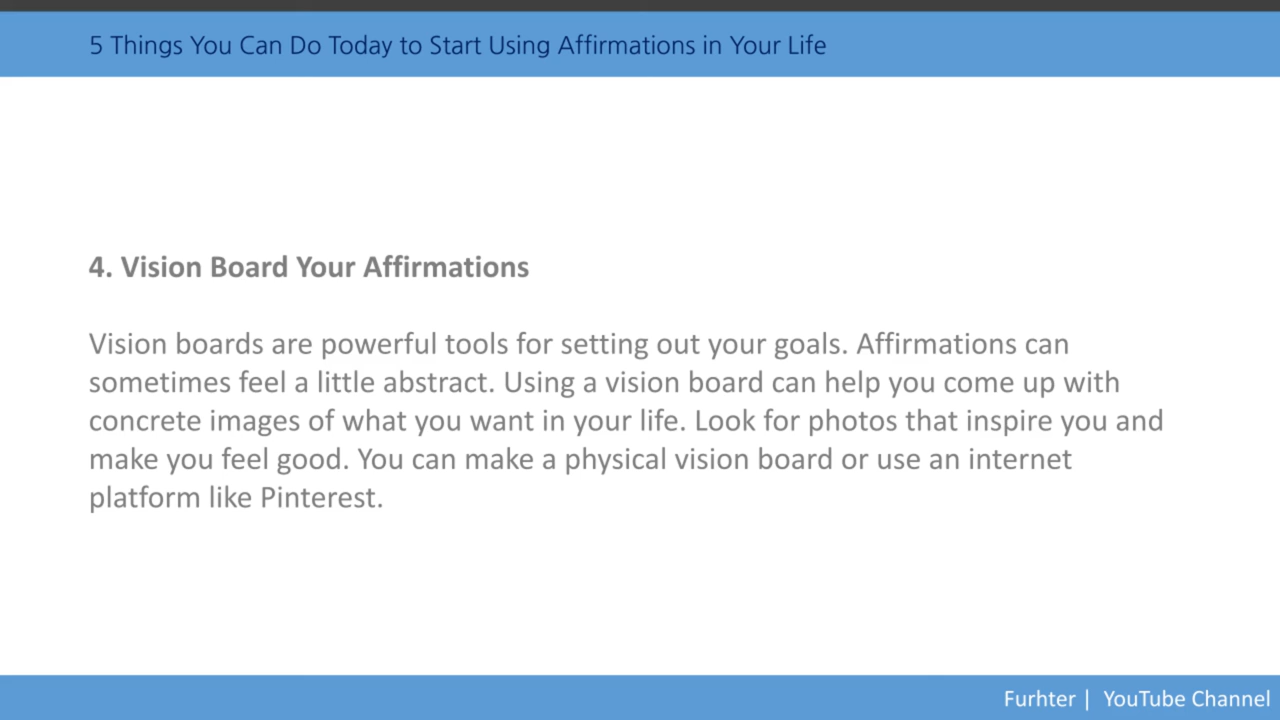 5 Things You Can Do Today to Start Using Affirmations in Your Life
4. Vision Board Your Affirmations
Vision boards are powerful tools for setting out your goals. Affirmations can
sometimes feel a little abstract. Using a vision board can help you come up with
concrete images of what you want in your life. Look for photos that inspire you and
make you feel good. You can make a physical vision board or use an internet
platform like Pinterest.
Furhter | YouTube Channel